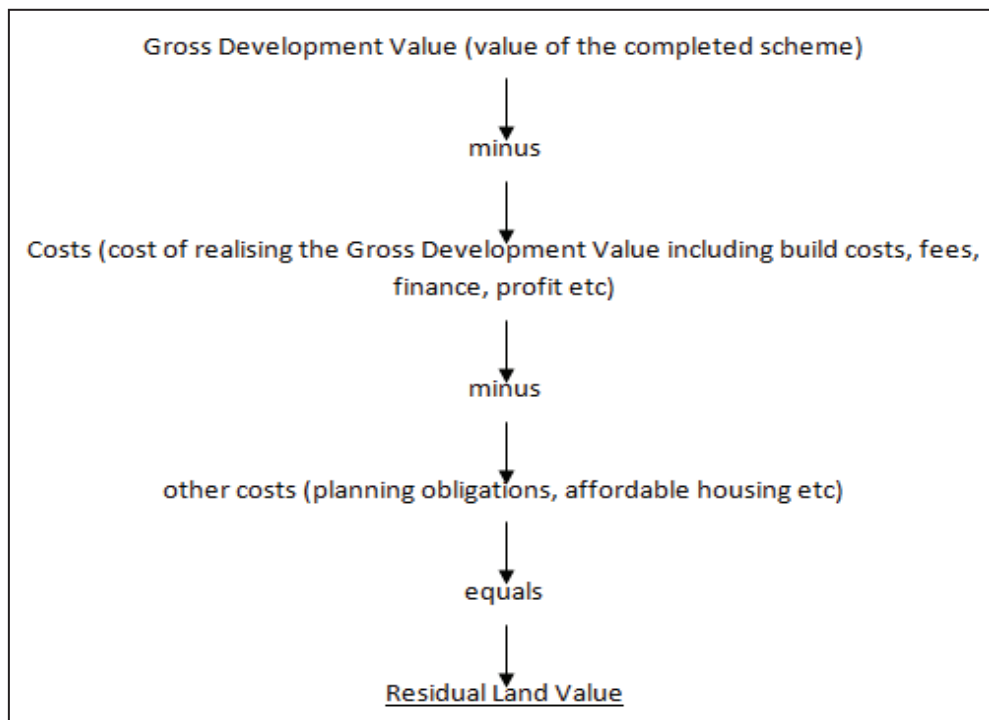 Gross Development Value (value of the completed scheme)
minus
Costs (cost of realising the Gross Development Value including build costs, fees,
finance, profit etc)
minus
other costs (planning obligations, affordable housing etc)
equals
Residual Land Value